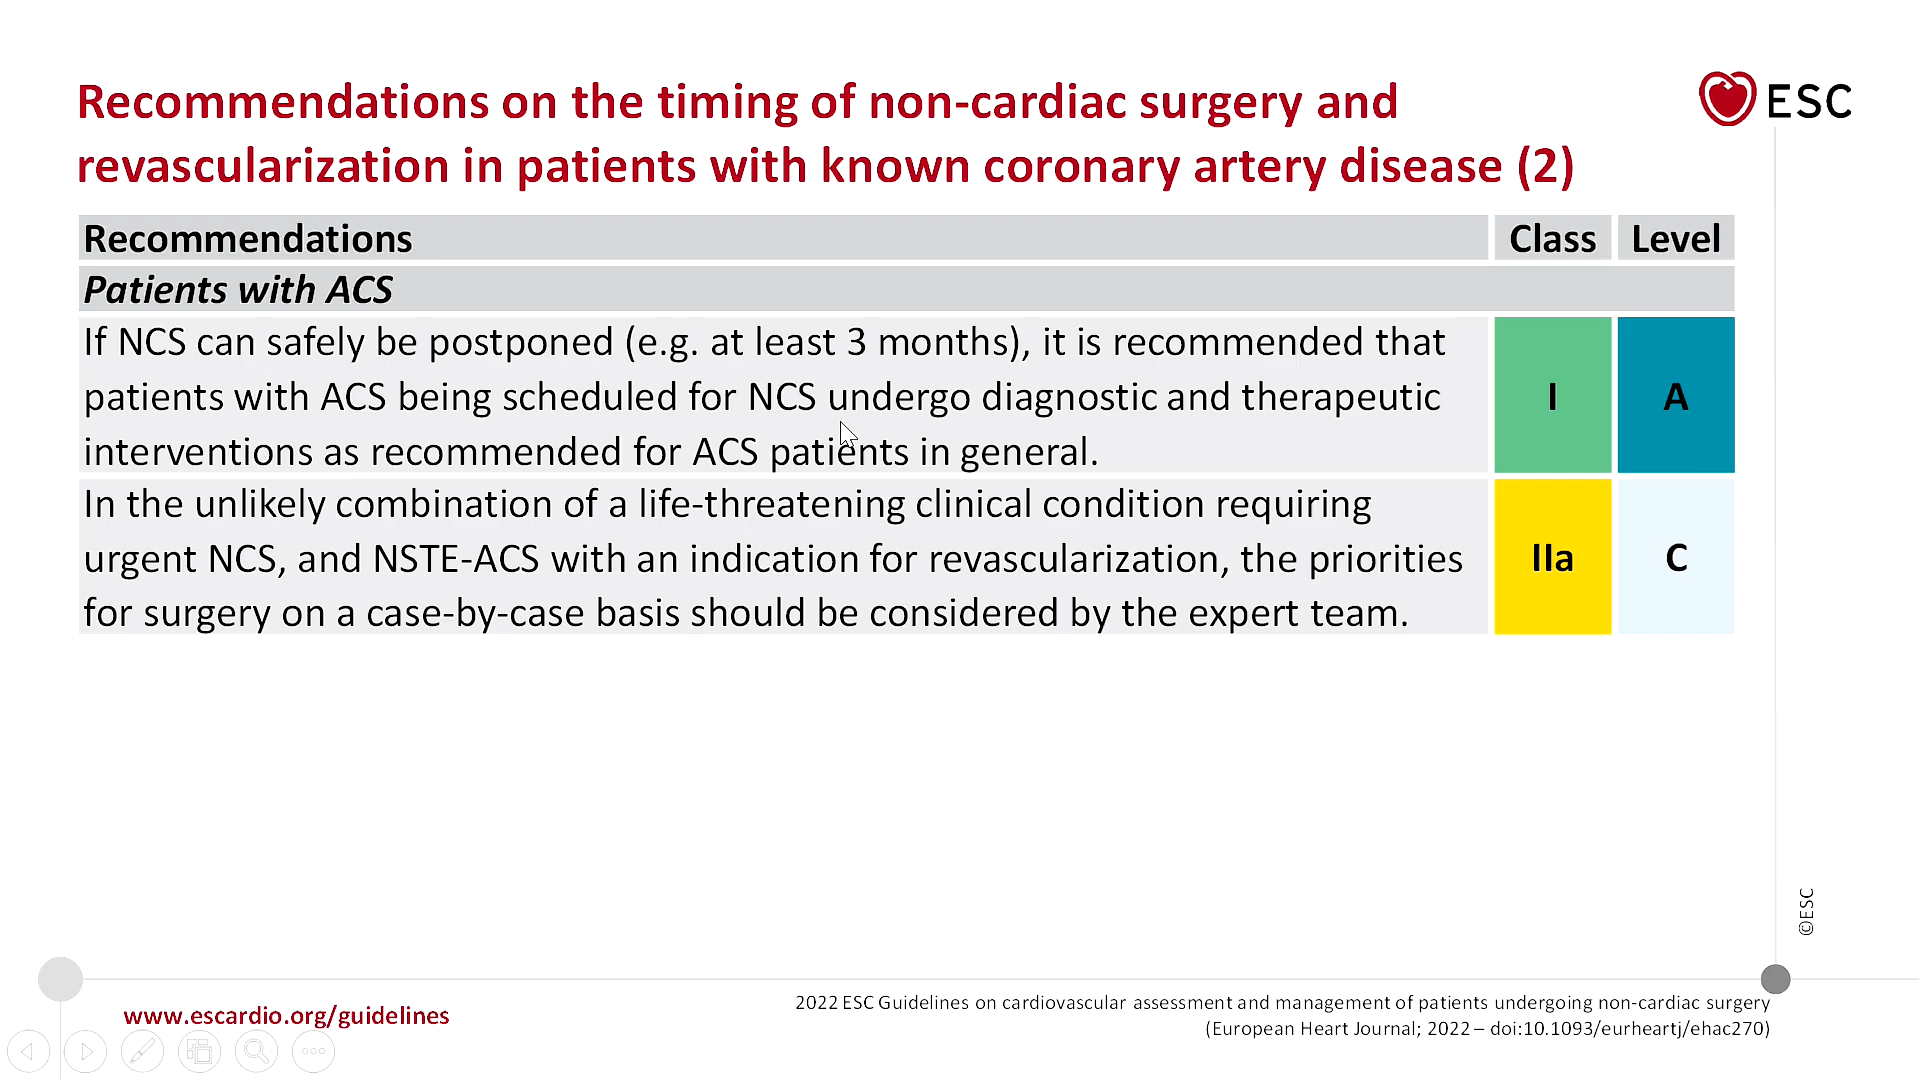 Recommendations on the timing of non-cardiac surgery and
revascularization in patients with known coronary artery disease (2)
ESC
Recommendations Class Level
Patients with ACS
If NCS can safely be postponed (e.g. at least 3 months), it is recommended that
patients with ACS being scheduled for NCS undergo diagnostic and therapeutic
interventions as recommended for ACS patients in general.
I A
In the unlikely combination of a life-threatening clinical condition requiring
urgent NCS, and NSTE-ACS with an indication for revascularization, the priorities
for surgery on a case-by-case basis should be considered by the expert team.
IIa C
©ESC
www.escardio.org/guidelines
2022 ESC Guidelines on cardiovascular assessment and management of patients undergoing non-cardiac surgery
(European Heart Journal; 2022 – doi:10.1093/eurheartj/ehac270)